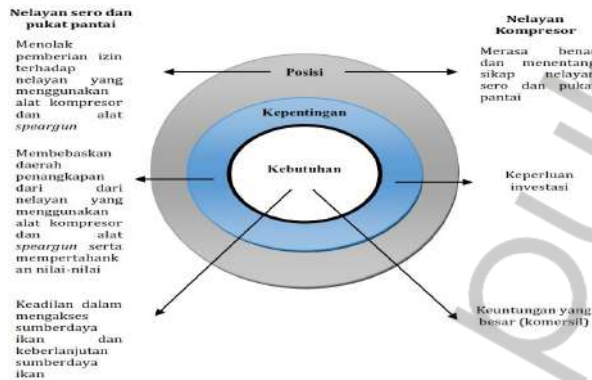 Nelayan sero dan
pukat pantai
Menolak
pemberian izin
terhadap
nelayan yang
menggunakan
alat kompresor
dan alat
speargun
Membebaskan
daerah
penangkapan
dari dari
nelayan yang
menggunakan
alat kompresor
dan alat
speargun serta
mempertahank
an nilai-nilai
Keadilan dalam
mengakses
sumberdaya
ikan dan
keberlanjutan
sumberdaya
ikan
Posisi
Kepentingan
Kebutuhan
Nelayan
Kompresor
Merasa benar
dan menentang
sikap nelayan
sero dan pukat
pantai
Keperluan
investasi
Keuntungan yang
besar (komersil)